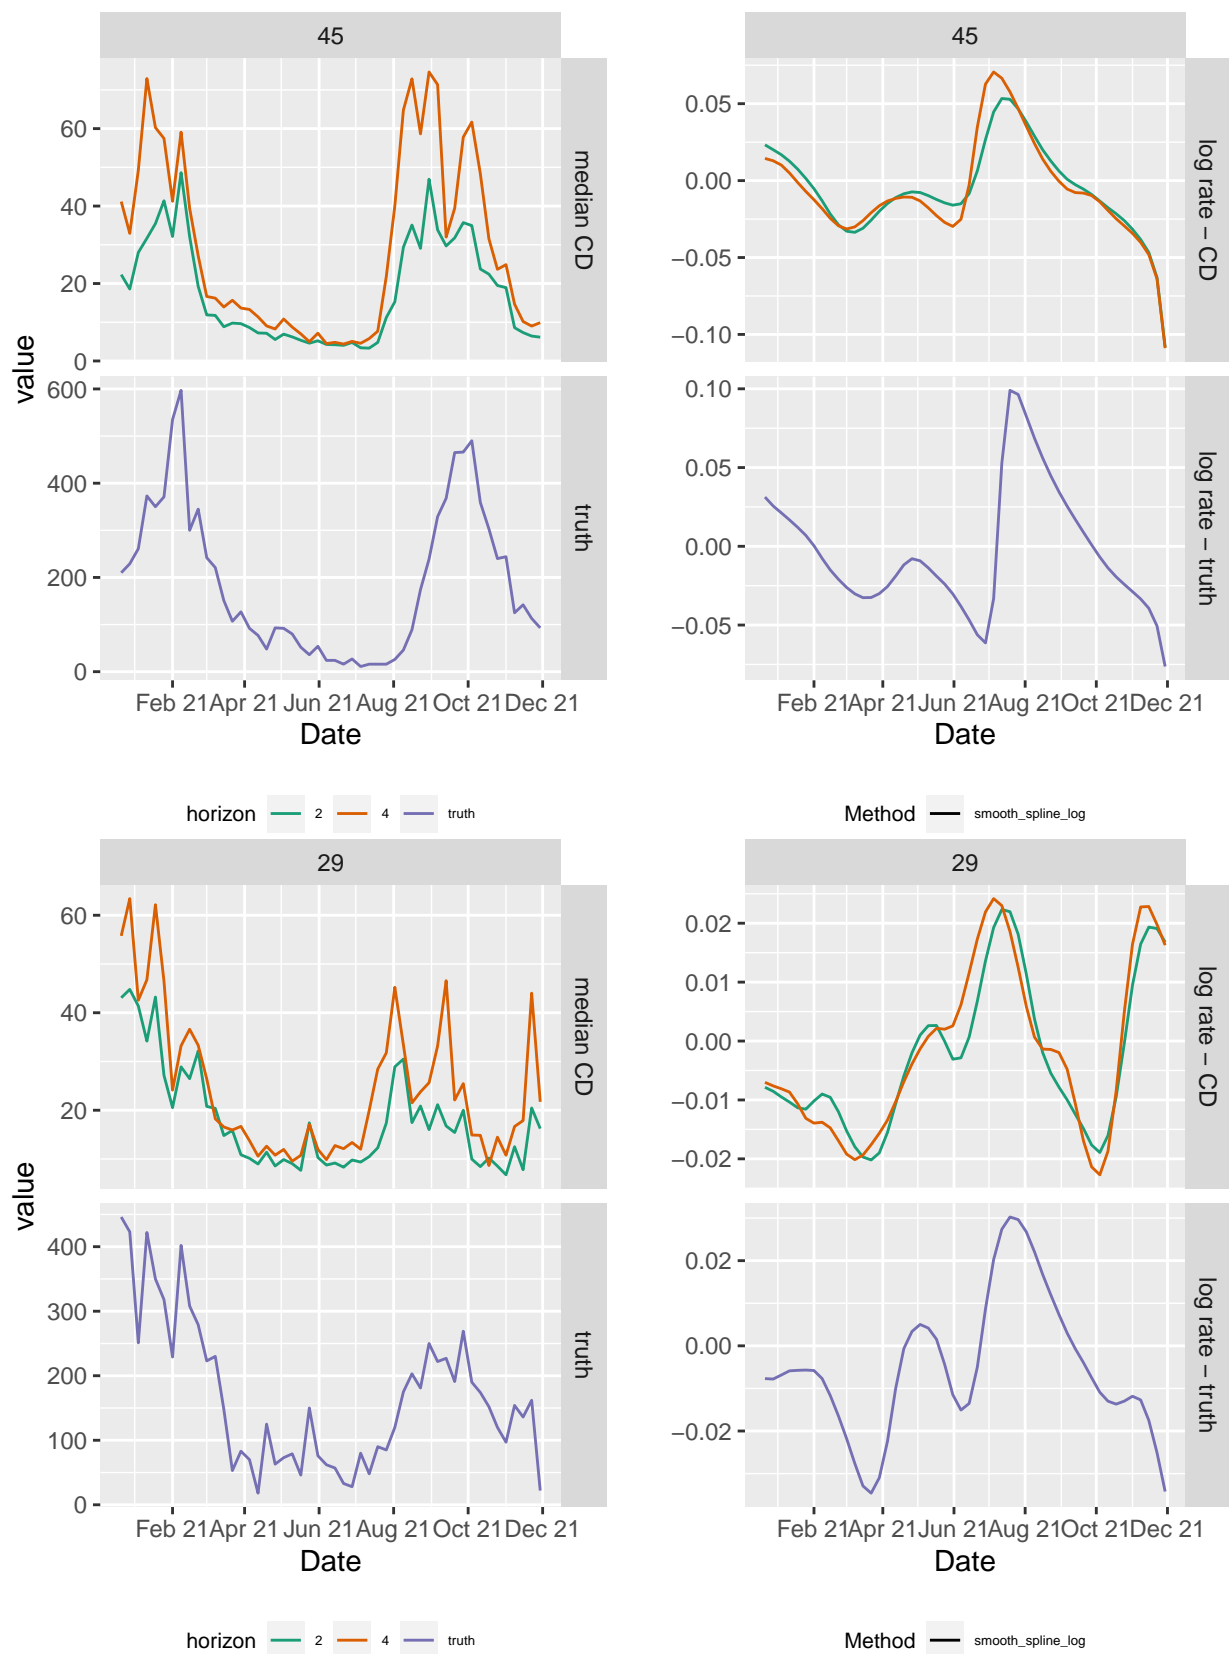 45
60
40
20
0
median CD
value
600
400
200
0
truth
Feb 21 Apr 21 Jun 21 Aug 21 Oct 21 Dec 21
Date
horizon 2 4 truth
45
0.05
0.00
−0.05
−0.10
log rate − CD
0.10
0.05
0.00
−0.05
log rate − truth
Feb 21 Apr 21 Jun 21 Aug 21 Oct 21 Dec 21
Date
Method smooth_spline_log
29
60
40
20
median CD
value
400
300
200
100
0
truth
Feb 21 Apr 21 Jun 21 Aug 21 Oct 21 Dec 21
Date
horizon 2 4 truth
29
0.02
0.01
0.00
−0.01
−0.02
log rate − CD
0.02
0.00
−0.02
log rate − truth
Feb 21 Apr 21 Jun 21 Aug 21 Oct 21 Dec 21
Date
Method smooth_spline_log